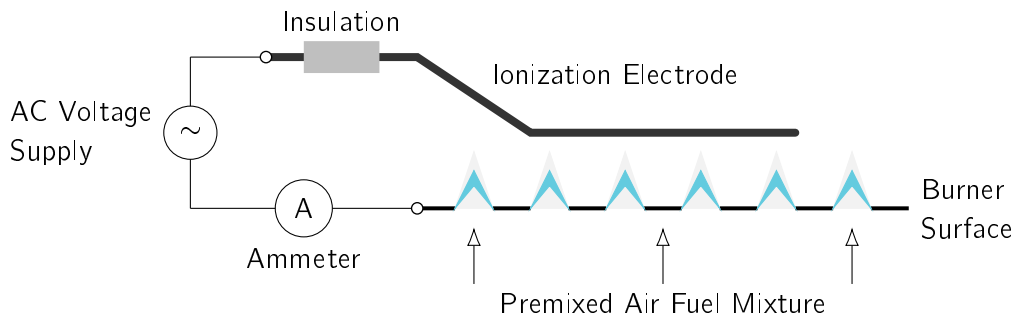 Insulation
Ionization Electrode
AC Voltage
Supply
~
A
Ammeter
Burner
Surface
Premixed Air Fuel Mixture